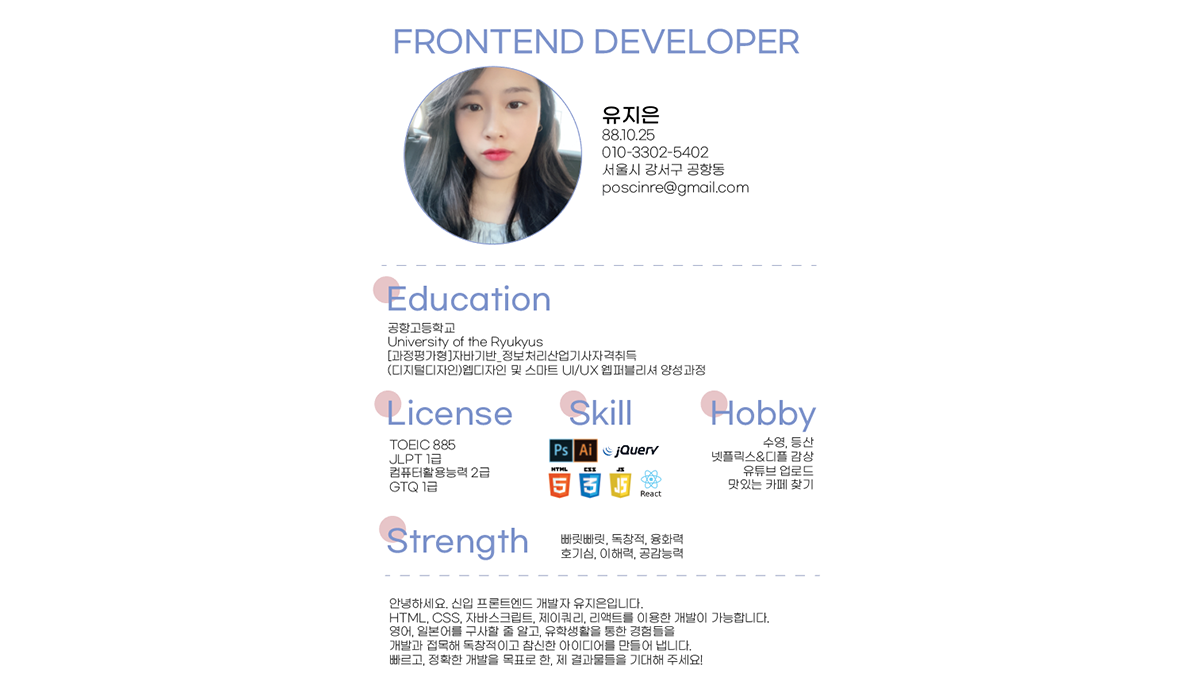 FRONTEND DEVELOPER
유지은
88.10.25
010-3302-5402
서울시 강서구 공항동
poscinre@gmail.com
Education
공항고등학교
University of the Ryukyus
[과정평가형]자바기반_정보처리산업기사자격취득
(디지털디자인)웹디자인 및 스마트 UI/UX 웹퍼블리셔 양성과정
License
TOEIC 885
JLPT 1급
컴퓨터활용능력 2급
GTQ 1급
Skill
Ps Ai jQuery
HTML 5 CSS 3 JS JS
React
Hobby
수영, 등산
넷플릭스&디플 감상
유튜브 업로드
맛있는 카페 찾기
Strength
빠릿빠릿, 독창적, 융화력
호기심, 이해력, 공감능력
안녕하세요. 신입 프론트엔드 개발자 유지은입니다.
HTML, CSS, 자바스크립트, 제이쿼리, 리액트를 이용한 개발이 가능합니다.
영어, 일본어를 구사할 줄 알고, 유학생활을 통한 경험들을
개발과 접목해 독창적이고 참신한 아이디어를 만들어 냅니다.
빠르고, 정확한 개발을 목표로 한, 제 결과물들을 기대해 주세요!